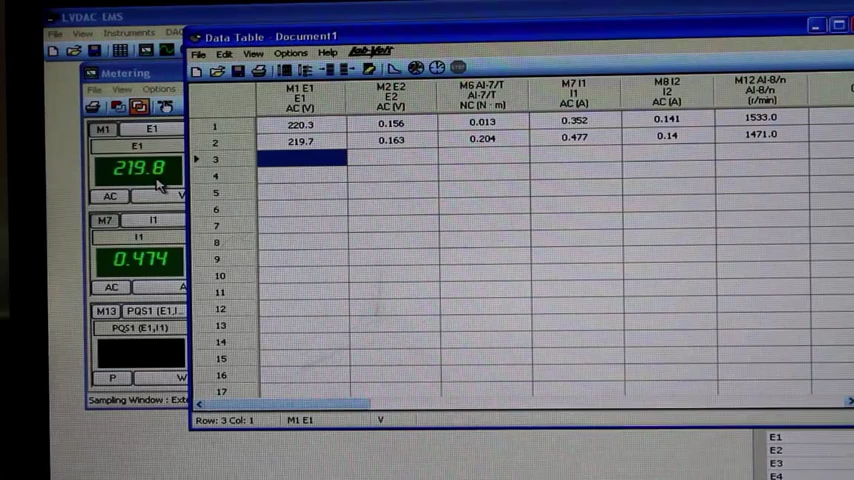 LVDAC-EMS
File View Instruments
Data Table - Document1
File Edit View Options Help Lab-Volt
Metering
File View Options
M1 E1
E1
219.8
AC V
M7 I1
I1
0.474
AC A
M13 PQS1 (E1,I...
PQS1 (E1,I1)
P W
Sampling Window : Exte
M1 E1 M2 E2 M6 AI-7/T M7 I1 M8 I2 M12 AI-8/n
E1 E2 AI-7/T I1 I2 AI-8/n
AC (V) AC (V) NC (N - m) AC (A) AC (A) (r/min)
1 220.3 0.156 0.013 0.352 0.141 1533.0
2 219.7 0.163 0.204 0.477 0.14 1471.0
3
4
5
6
7
8
9
10
11
12
13
14
15
16
17
Row: 3 Col: 1 M1 E1 V
E1
E2
E3
E4